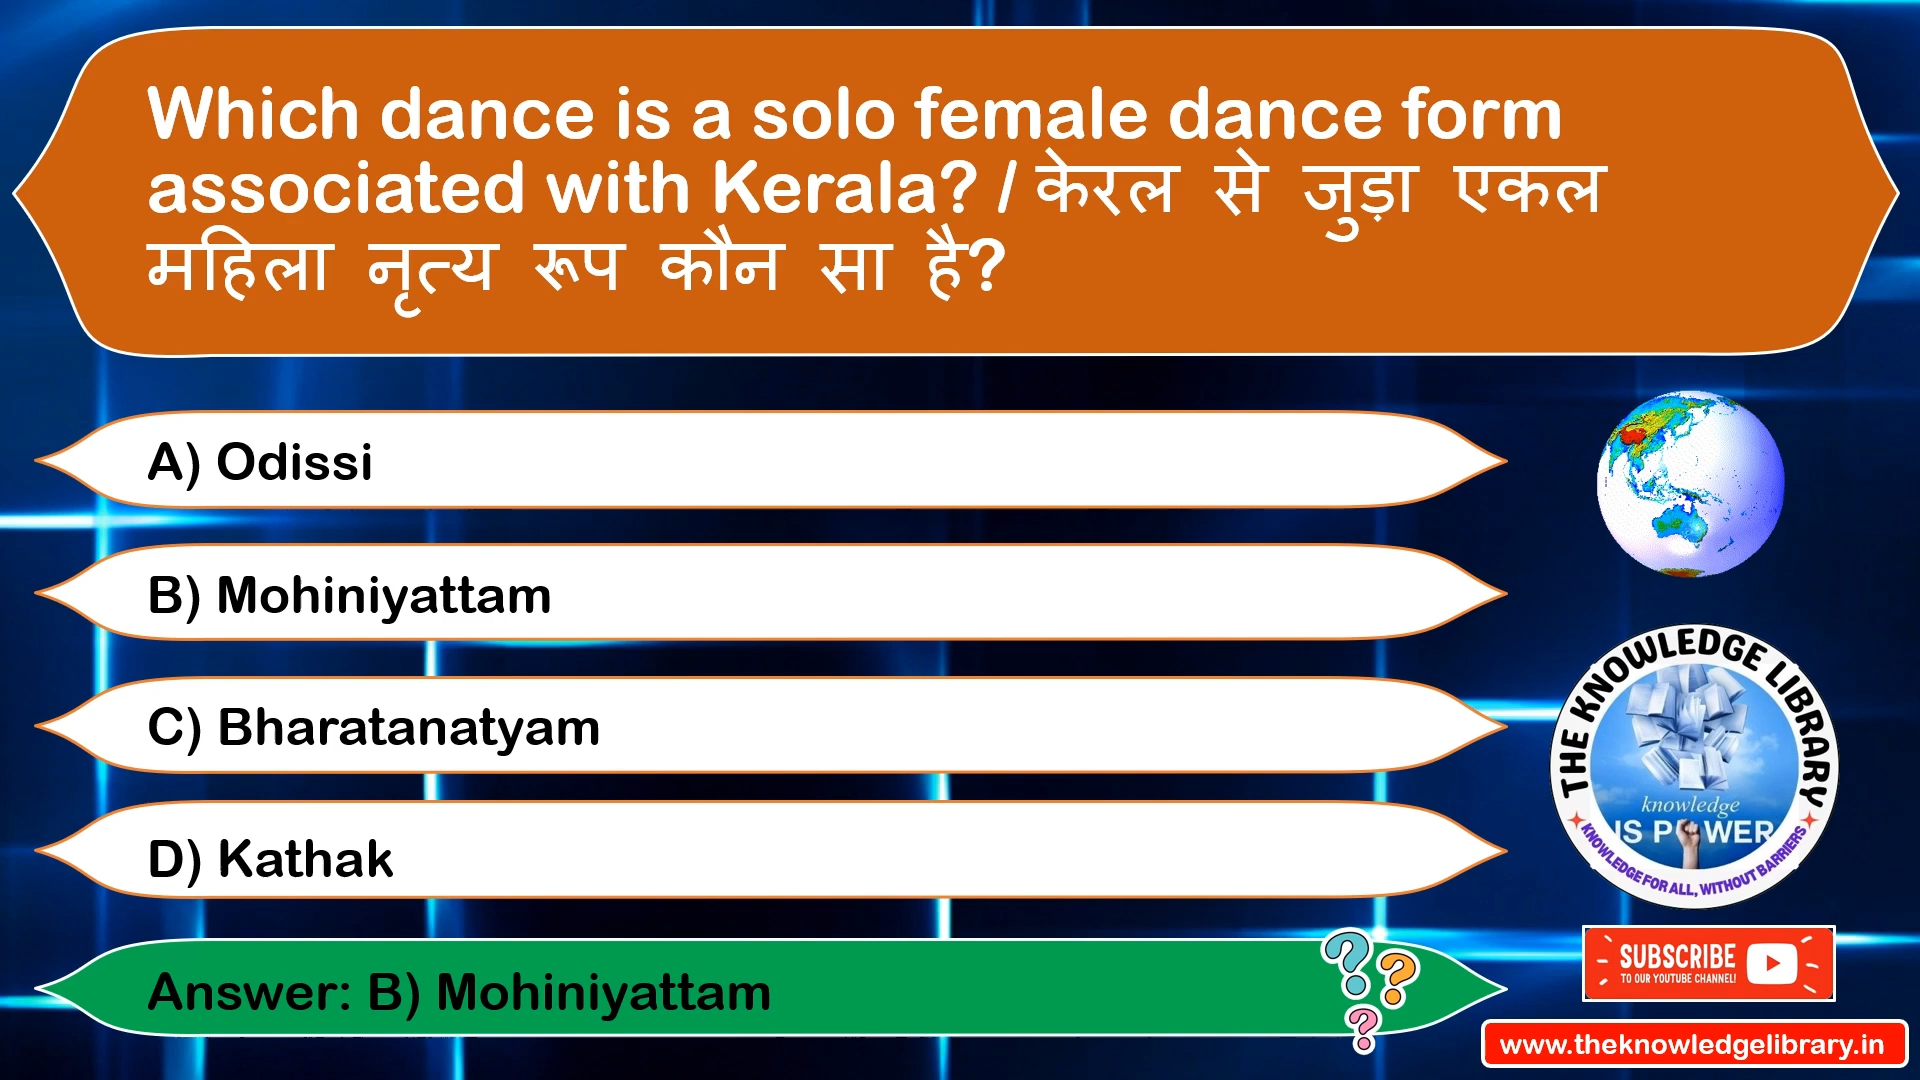 Which dance is a solo female dance form
associated with Kerala? / केरल से जुड़ा एकल
महिला नृत्य रूप कौन सा है?
A) Odissi
B) Mohiniyattam
C) Bharatanatyam
D) Kathak
Answer: B) Mohiniyattam
THE KNOWLEDGE LIBRARY
knowledge
IS POWER
KNOWLEDGE FOR ALL, WITHOUT BARRIERS
SUBSCRIBE
TO OUR YOUTUBE CHANNEL!
www.theknowledgelibrary.in